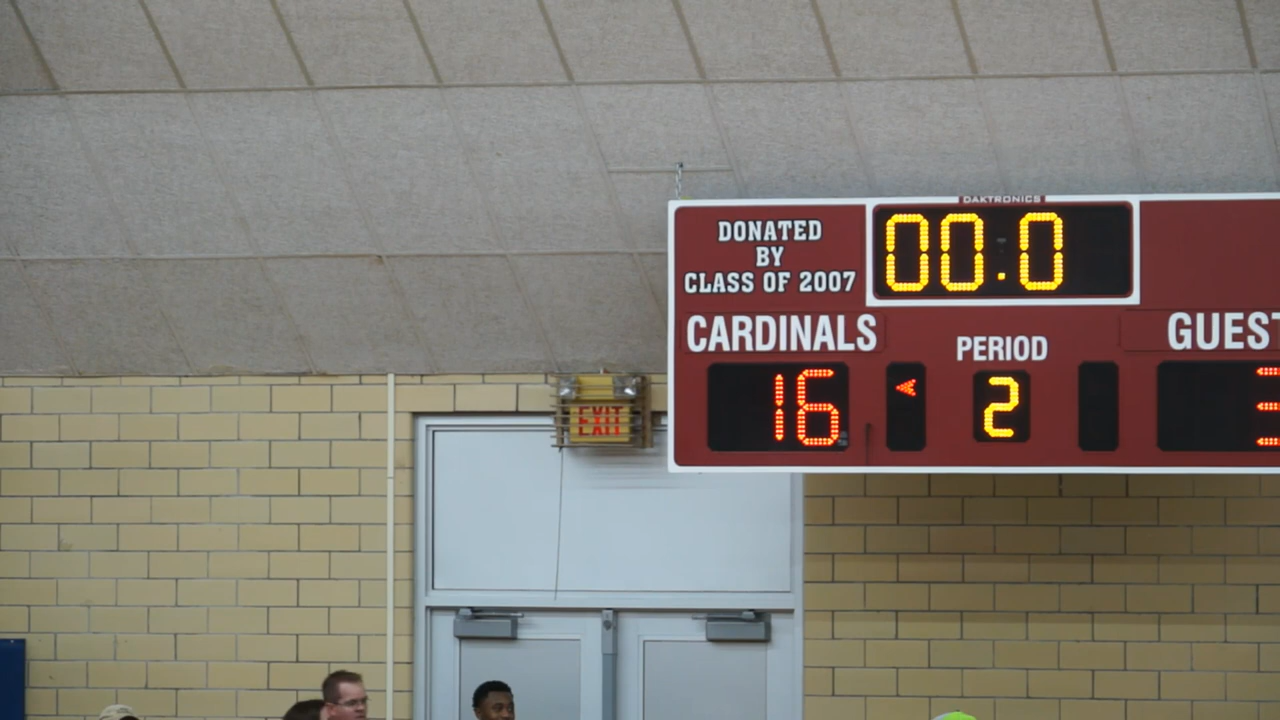 DAKTRONICS
DONATED
BY
CLASS OF 2007
00.0
CARDINALS
PERIOD
GUEST
16
2
EXIT